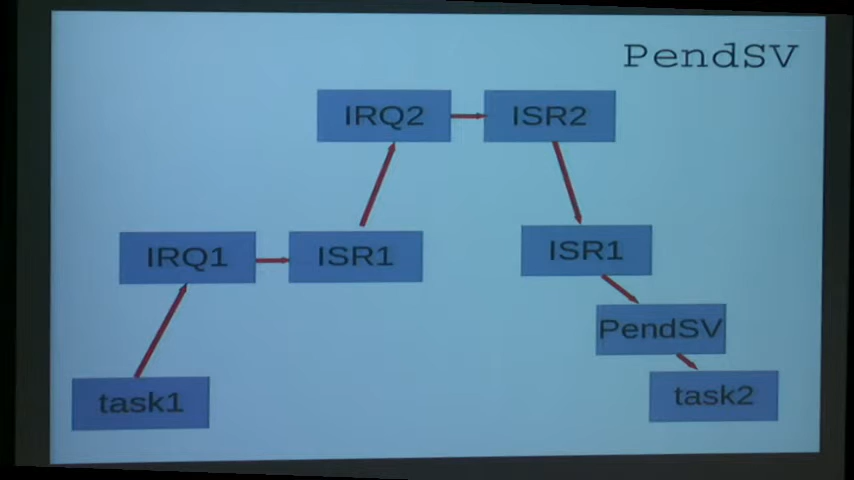 PendSV
IRQ2
ISR2
IRQ1
ISR1
ISR1
PendSV
task1
task2